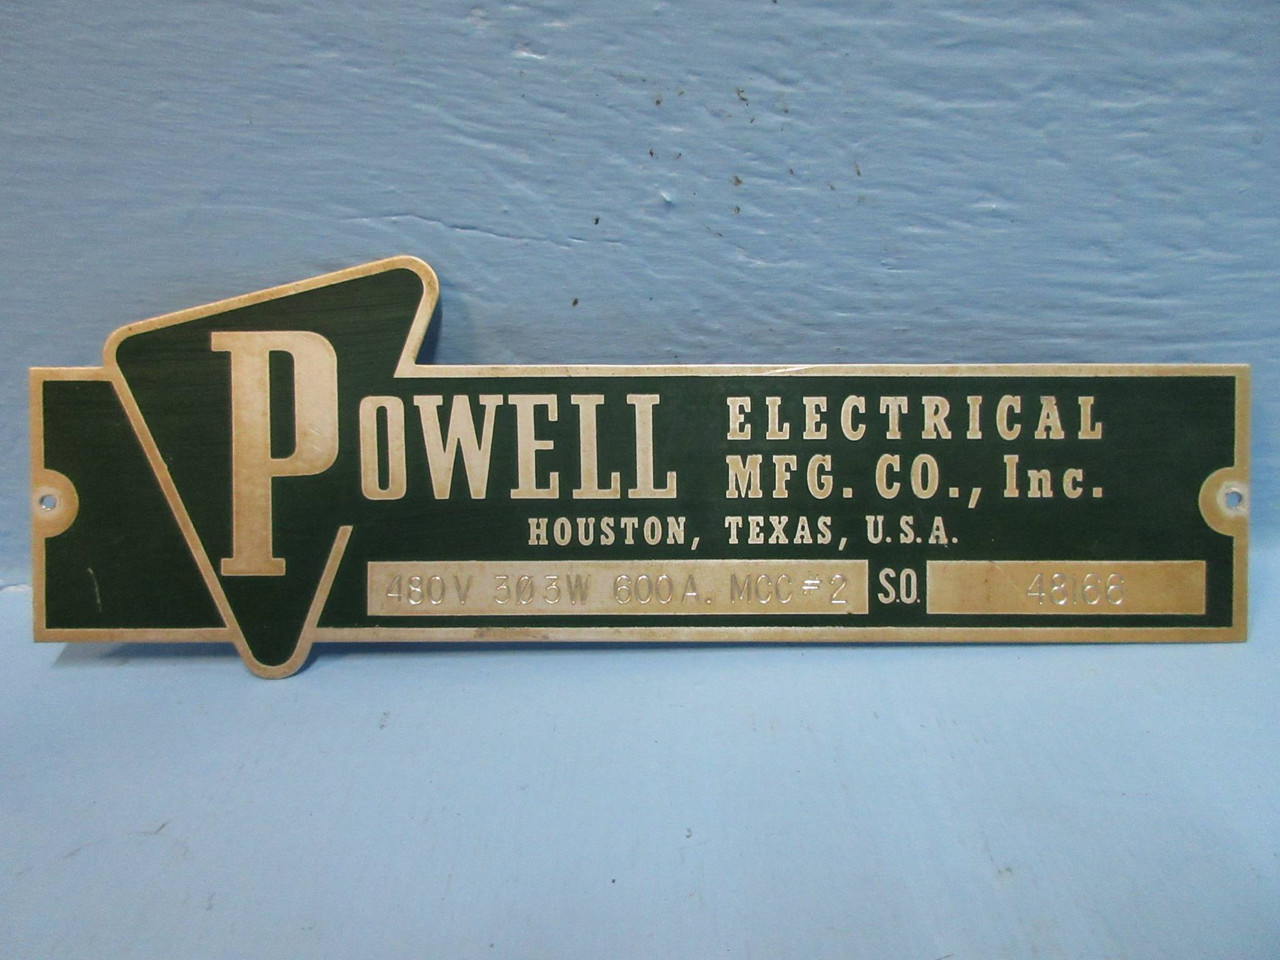 POWELL ELECTRICAL
MFG. CO., Inc.
HOUSTON, TEXAS, U.S.A.
480V 3Ø3W 600A. MCC #2 S.O. 48166